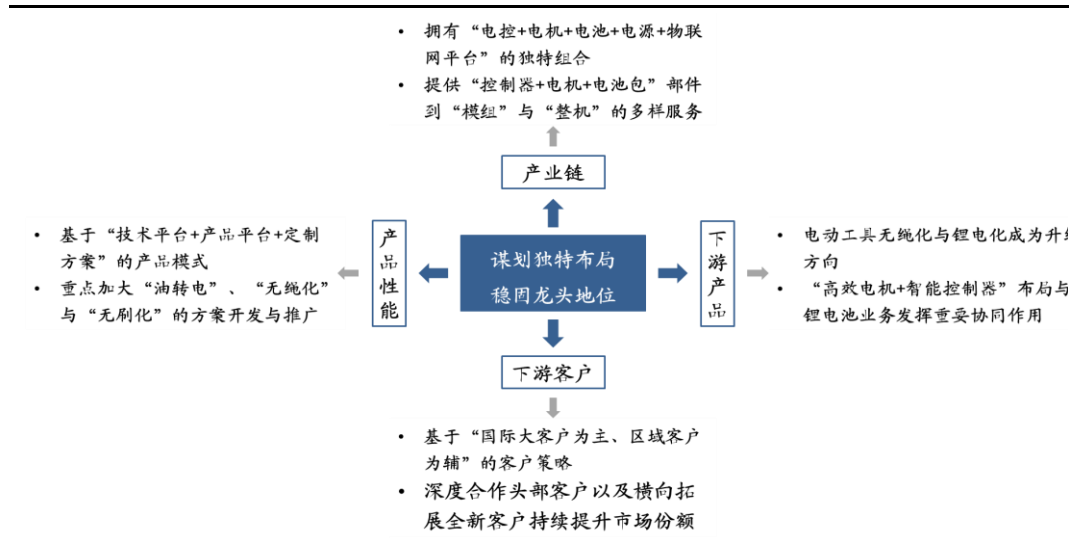 • 拥有“电控+电机+电池+电源+物联
网平台”的独特组合
• 提供“控制器+电机+电池包”部件
到“模组”与“整机”的多样服务
产业链
• 基于“技术平台+产品平台+定制
方案”的产品模式
• 重点加大“油转电”、“无绳化”
与“无刷化”的方案开发与推广
产品性能
谋划独特布局
稳固龙头地位
下游产品
• 电动工具无绳化与锂电化成为升级
方向
• “高效电机+智能控制器”布局与
锂电池业务发挥重要协同作用
下游客户
• 基于“国际大客户为主、区域客户
为辅”的客户策略
• 深度合作头部客户以及横向拓
展全新客户持续提升市场份额